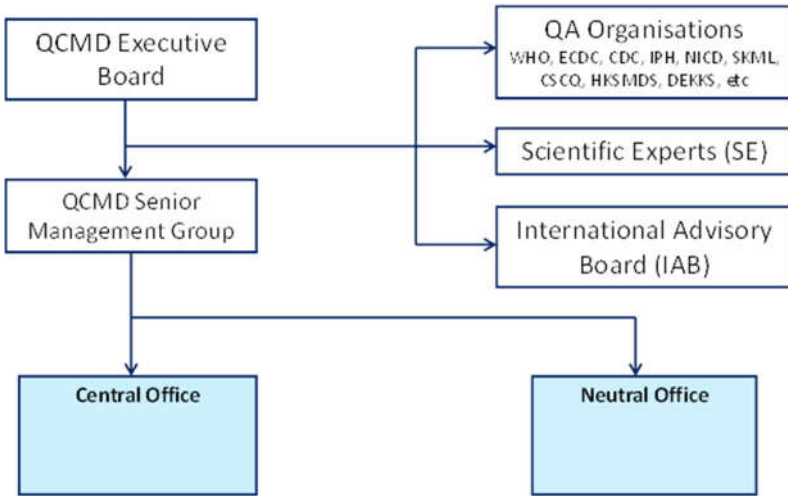 QCMD Executive
Board
QA Organisations
WHO, ECDC, CDC, IPH, NICD, SKML,
CSCQ, HKSMDS, DEKKS, etc
Scientific Experts (SE)
QCMD Senior
Management Group
International Advisory
Board (IAB)
Central Office
Neutral Office